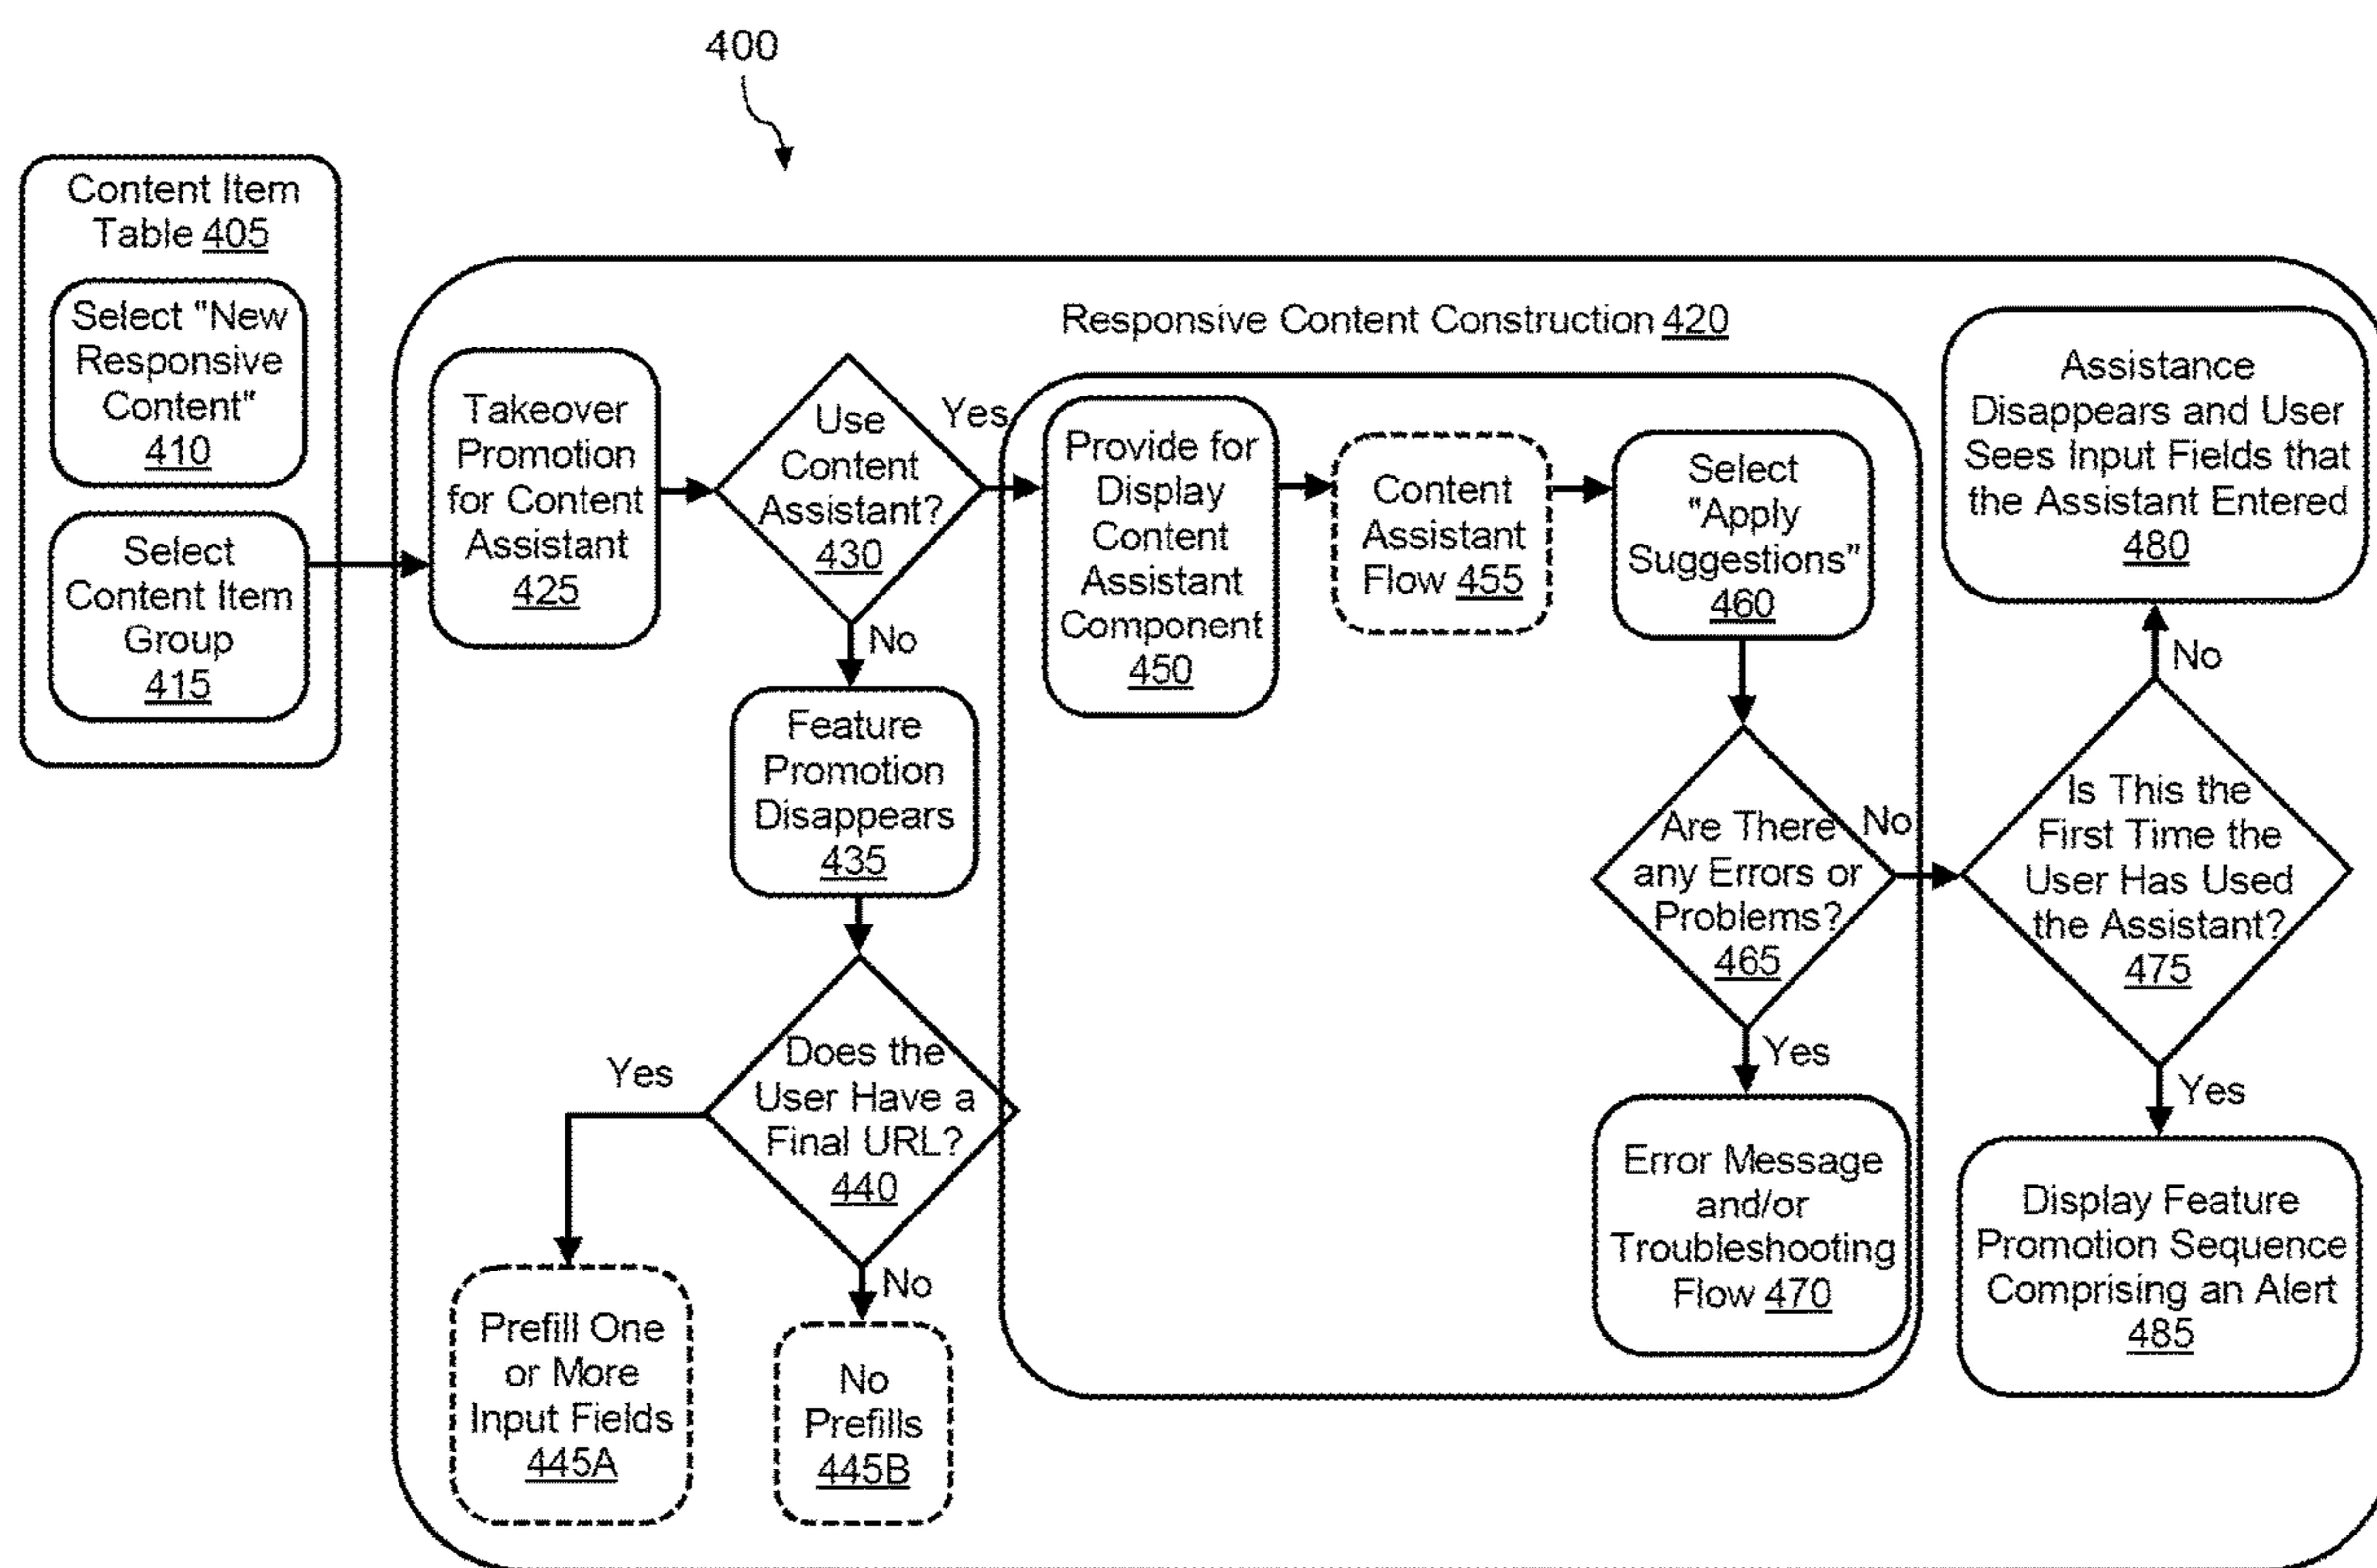 400
Content Item
Table 405
Select "New
Responsive
Content"
410
Select
Content Item
Group
415
Responsive Content Construction 420
Takeover
Promotion
for Content
Assistant
425
Use
Content
Assistant?
430
Yes
No
Feature
Promotion
Disappears
435
Does the
User Have a
Final URL?
440
Yes
No
Prefill One
or More
Input Fields
445A
No
Prefills
445B
Provide for
Display
Content
Assistant
Component
450
Content
Assistant
Flow 455
Select
"Apply
Suggestions"
460
Are There
any Errors or
Problems?
465
No
Yes
Error Message
and/or
Troubleshooting
Flow 470
Is This the
First Time the
User Has Used
the Assistant?
475
No
Yes
Assistance
Disappears and User
Sees Input Fields that
the Assistant Entered
480
Display Feature
Promotion Sequence
Comprising an Alert
485